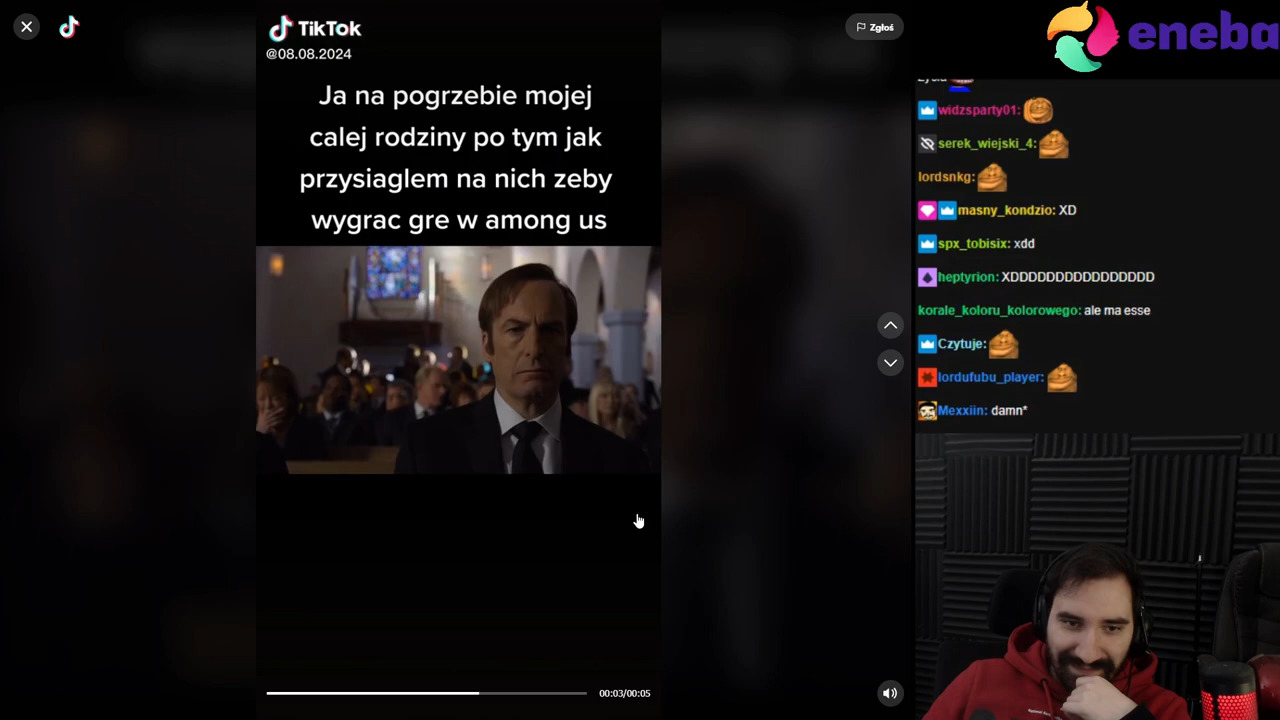 TikTok
@08.08.2024
Zgłoś
eneba
Ja na pogrzebie mojej
calej rodziny po tym jak
przysiaglem na nich zeby
wygrac gre w among us
widzsparty01:
serek_wiejski_4:
lordsnkg:
masny_kondzio: XD
spx_tobisix: xdd
heptyrion: XDDDDDDDDDDDDDDDD
korale_koloru_kolorowego: ale ma esse
Czytuje:
lordufubu_player:
Mexxiin: damn*
00:03/00:05